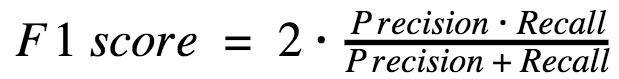 F1 score = 2 · Precision · Recall / Precision + Recall